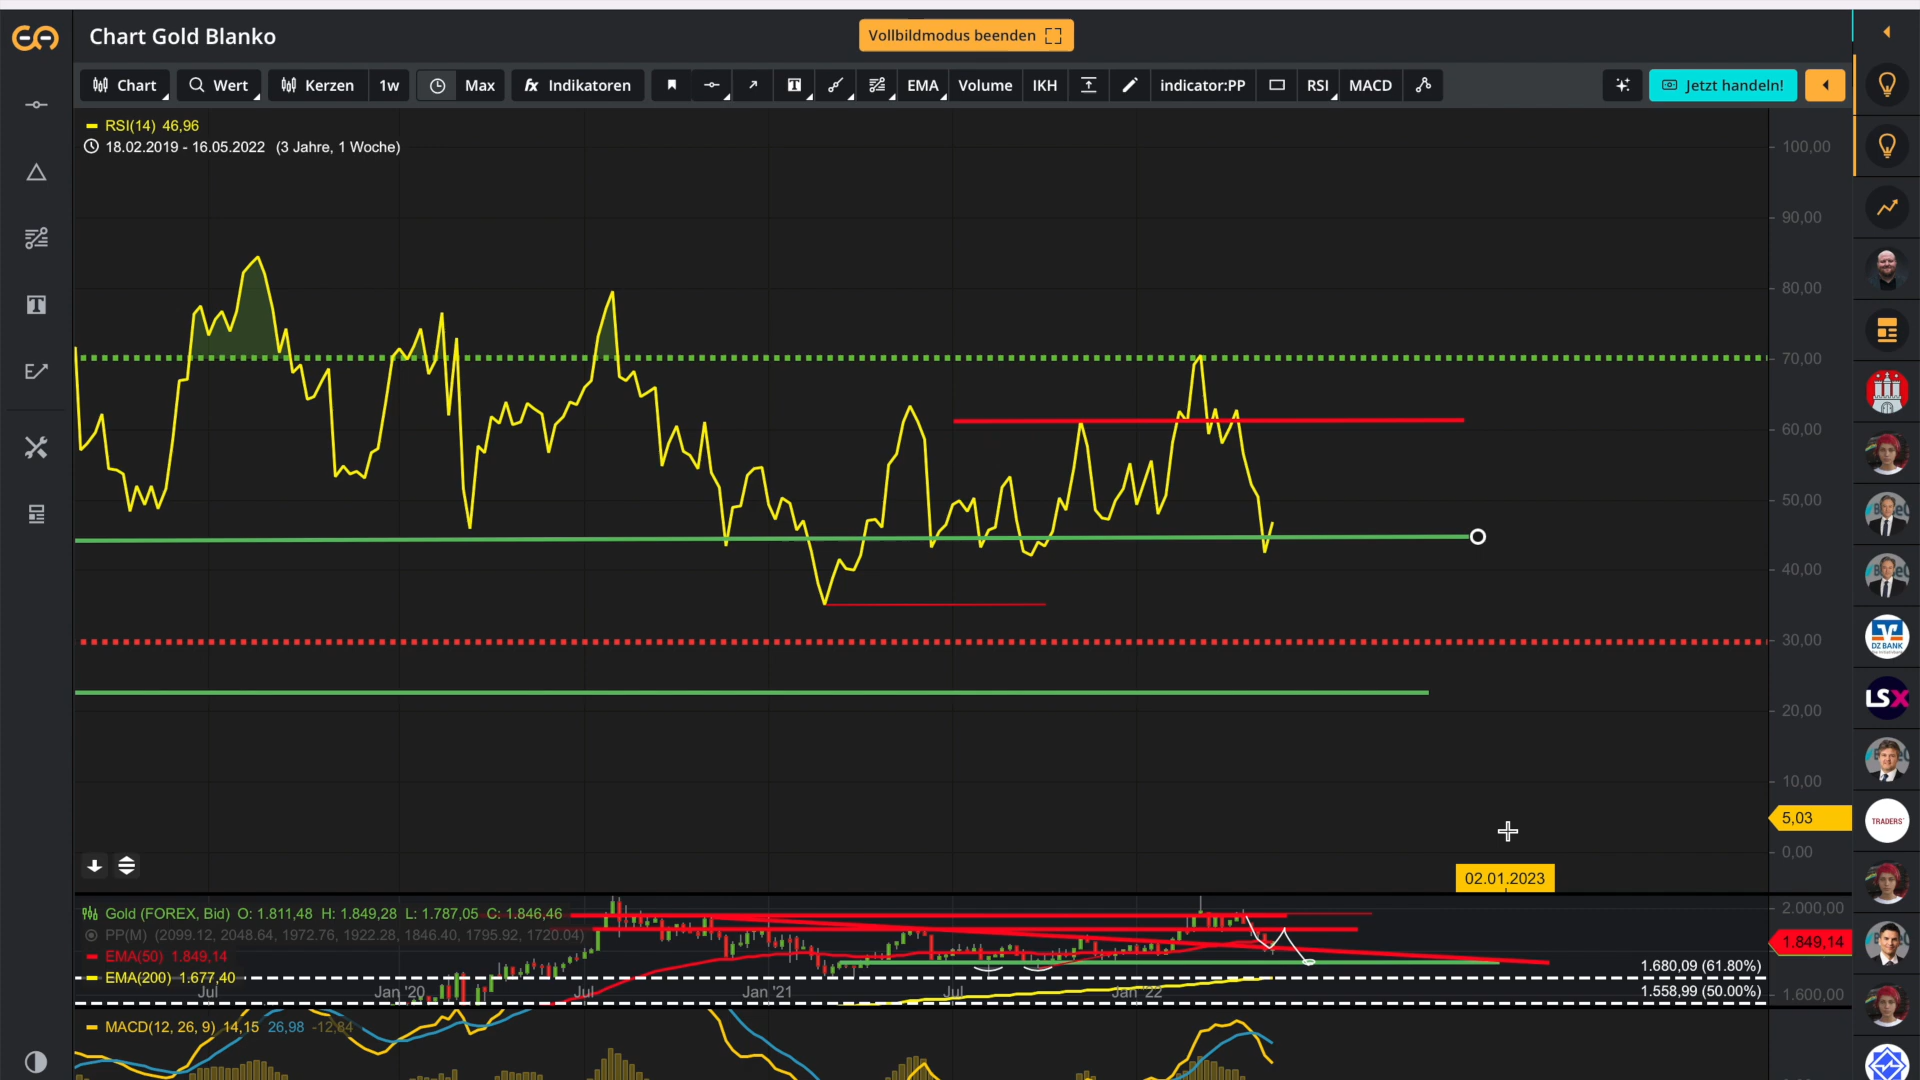 Chart Gold Blanko
Vollbildmodus beenden
Chart Wert Kerzen 1w Max fx Indikatoren EMA Volume IKH indicator:PP RSI MACD Jetzt handeln!
RSI(14) 46,96
18.02.2019 - 16.05.2022 (3 Jahre, 1 Woche)
100,00
90,00
80,00
70,00
60,00
50,00
40,00
30,00
20,00
10,00
5,03
0,00
02.01.2023
DZ BANK
LSX
TRADERS'
Gold (FOREX, Bid) O: 1.811,48 H: 1.849,28 L: 1.787,05 C: 1.846,46
2.000,00
PP(M) (2099.12, 2048.64, 1972.76, 1922.28, 1846.40, 1795.92, 1720.04)
1.849,14
EMA(50) 1.849,14
1.680,09 (61.80%)
EMA(200) 1.677,40
Jul Jan '20 Jul Jan '21 Jul Jan '22
1.558,99 (50.00%)
1.600,00
MACD(12, 26, 9) 14,15 26,98 -12,84